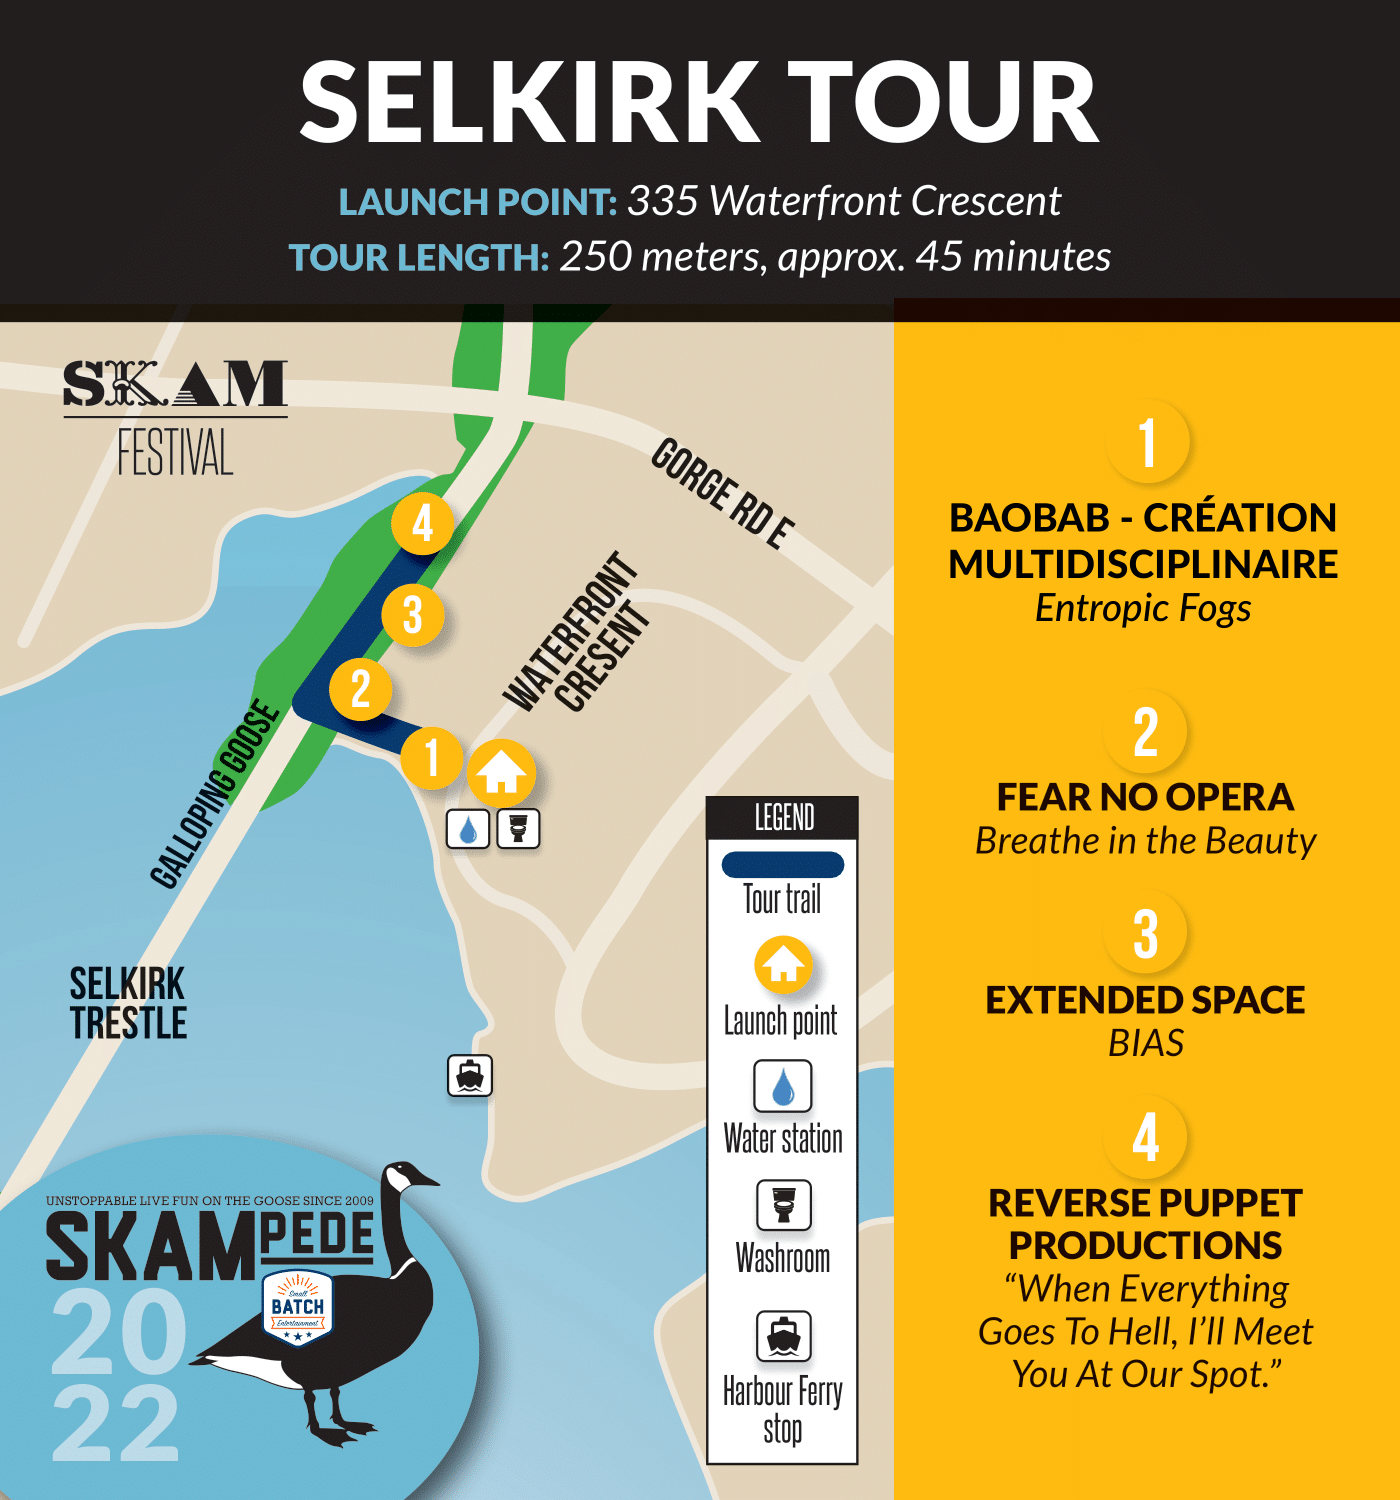 SELKIRK TOUR
LAUNCH POINT: 335 Waterfront Crescent
TOUR LENGTH: 250 meters, approx. 45 minutes
SKAM
FESTIVAL
GORGE RD E
WATERFRONT
CRESENT
4
3
2
1
GALLOPING GOOSE
SELKIRK
TRESTLE
LEGEND
Tour trail
Launch point
Water station
Washroom
Harbour Ferry
stop
UNSTOPPABLE LIVE FUN ON THE GOOSE SINCE 2009
SKAMPEDE
20
22
Small
BATCH
Entertainment
1
BAOBAB - CRÉATION
MULTIDISCIPLINAIRE
Entropic Fogs
2
FEAR NO OPERA
Breathe in the Beauty
3
EXTENDED SPACE
BIAS
4
REVERSE PUPPET
PRODUCTIONS
“When Everything
Goes To Hell, I’ll Meet
You At Our Spot.”